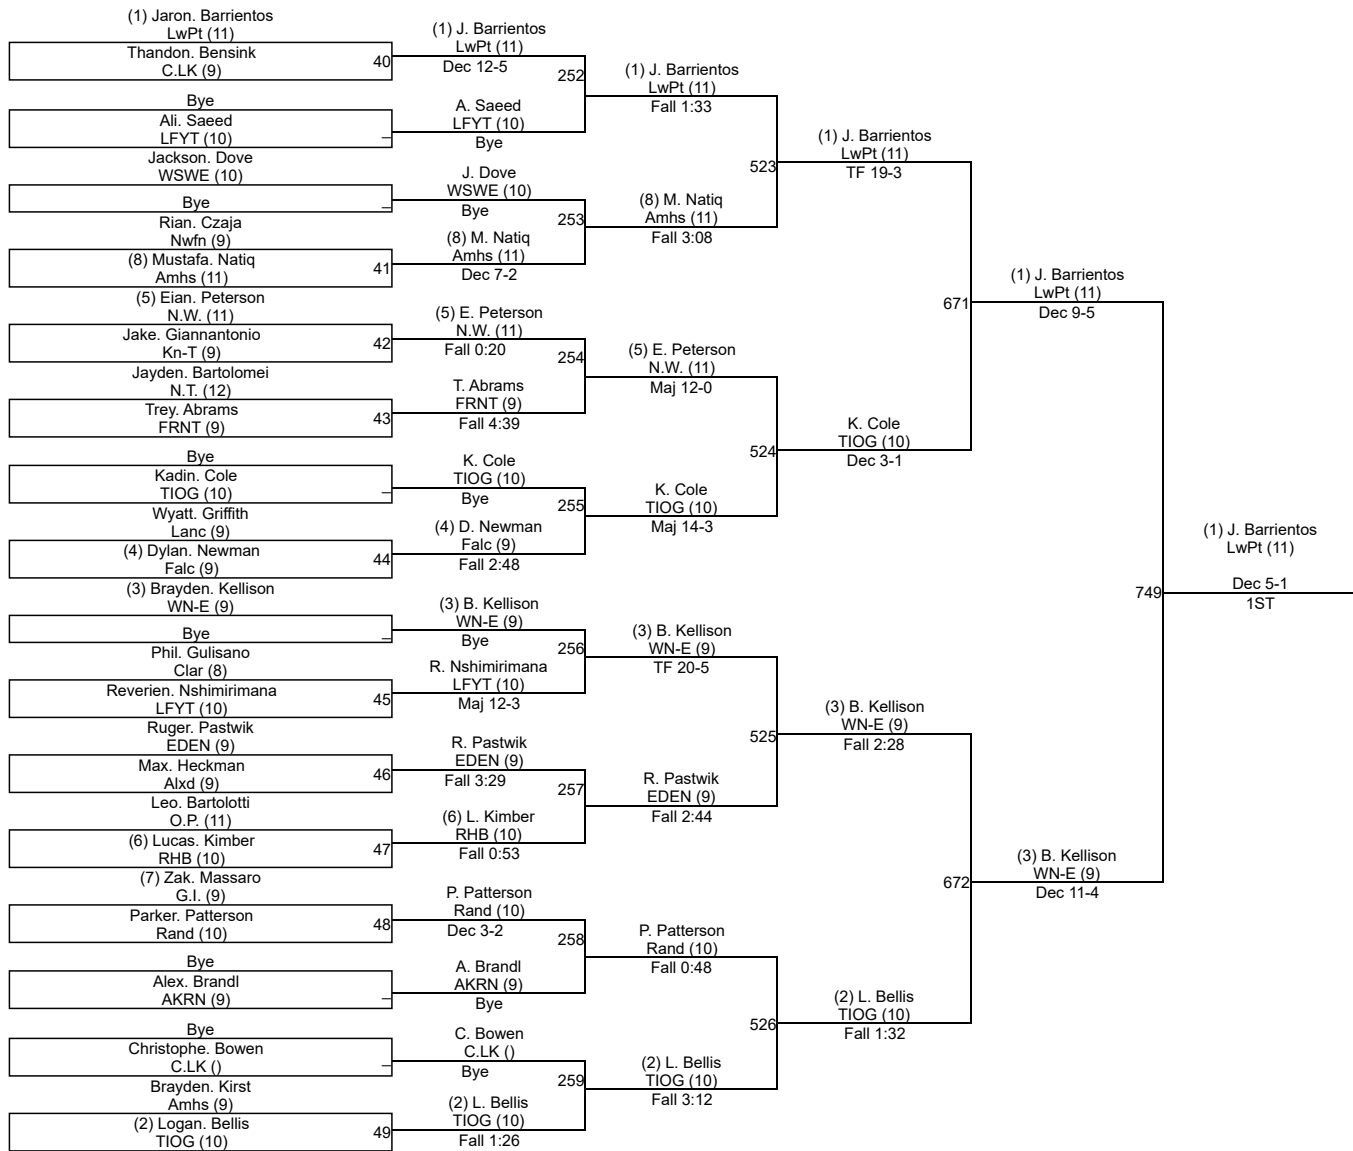 (1) Jaron. Barrientos
LwPt (11)
Thandon. Bensink
C.LK (9)
40
Bye
Ali. Saeed
LFYT (10)
_
Jackson. Dove
WSWE (10)
Bye
_
Rian. Czaja
Nwfn (9)
(8) Mustafa. Natiq
Amhs (11)
41
(5) Eian. Peterson
N.W. (11)
Jake. Giannantonio
Kn-T (9)
42
Jayden. Bartolomei
N.T. (12)
Trey. Abrams
FRNT (9)
43
Bye
Kadin. Cole
TIOG (10)
_
Wyatt. Griffith
Lanc (9)
(4) Dylan. Newman
Falc (9)
44
(3) Brayden. Kellison
WN-E (9)
Bye
_
Phil. Gulisano
Clar (8)
Reverien. Nshimirimana
LFYT (10)
45
Ruger. Pastwik
EDEN (9)
Max. Heckman
Alxd (9)
46
Leo. Bartolotti
O.P. (11)
(6) Lucas. Kimber
RHB (10)
47
(7) Zak. Massaro
G.I. (9)
Parker. Patterson
Rand (10)
48
Bye
Alex. Brandl
AKRN (9)
_
Bye
Christophe. Bowen
C.LK ()
_
Brayden. Kirst
Amhs (9)
(2) Logan. Bellis
TIOG (10)
49
(1) J. Barrientos
LwPt (11)
Dec 12-5
252
A. Saeed
LFYT (10)
Bye
J. Dove
WSWE (10)
Bye
253
(8) M. Natiq
Amhs (11)
Dec 7-2
(5) E. Peterson
N.W. (11)
Fall 0:20
254
T. Abrams
FRNT (9)
Fall 4:39
K. Cole
TIOG (10)
Bye
255
(4) D. Newman
Falc (9)
Fall 2:48
(3) B. Kellison
WN-E (9)
Bye
256
R. Nshimirimana
LFYT (10)
Maj 12-3
R. Pastwik
EDEN (9)
Fall 3:29
257
(6) L. Kimber
RHB (10)
Fall 0:53
P. Patterson
Rand (10)
Dec 3-2
258
A. Brandl
AKRN (9)
Bye
C. Bowen
C.LK ()
Bye
259
(2) L. Bellis
TIOG (10)
Fall 1:26
(1) J. Barrientos
LwPt (11)
Fall 1:33
523
(8) M. Natiq
Amhs (11)
Fall 3:08
(5) E. Peterson
N.W. (11)
Maj 12-0
524
K. Cole
TIOG (10)
Maj 14-3
(3) B. Kellison
WN-E (9)
TF 20-5
525
R. Pastwik
EDEN (9)
Fall 2:44
P. Patterson
Rand (10)
Fall 0:48
526
(2) L. Bellis
TIOG (10)
Fall 3:12
(1) J. Barrientos
LwPt (11)
TF 19-3
671
K. Cole
TIOG (10)
Dec 3-1
(3) B. Kellison
WN-E (9)
Fall 2:28
672
(2) L. Bellis
TIOG (10)
Fall 1:32
(1) J. Barrientos
LwPt (11)
Dec 9-5
749
(3) B. Kellison
WN-E (9)
Dec 11-4
(1) J. Barrientos
LwPt (11)
Dec 5-1
1ST